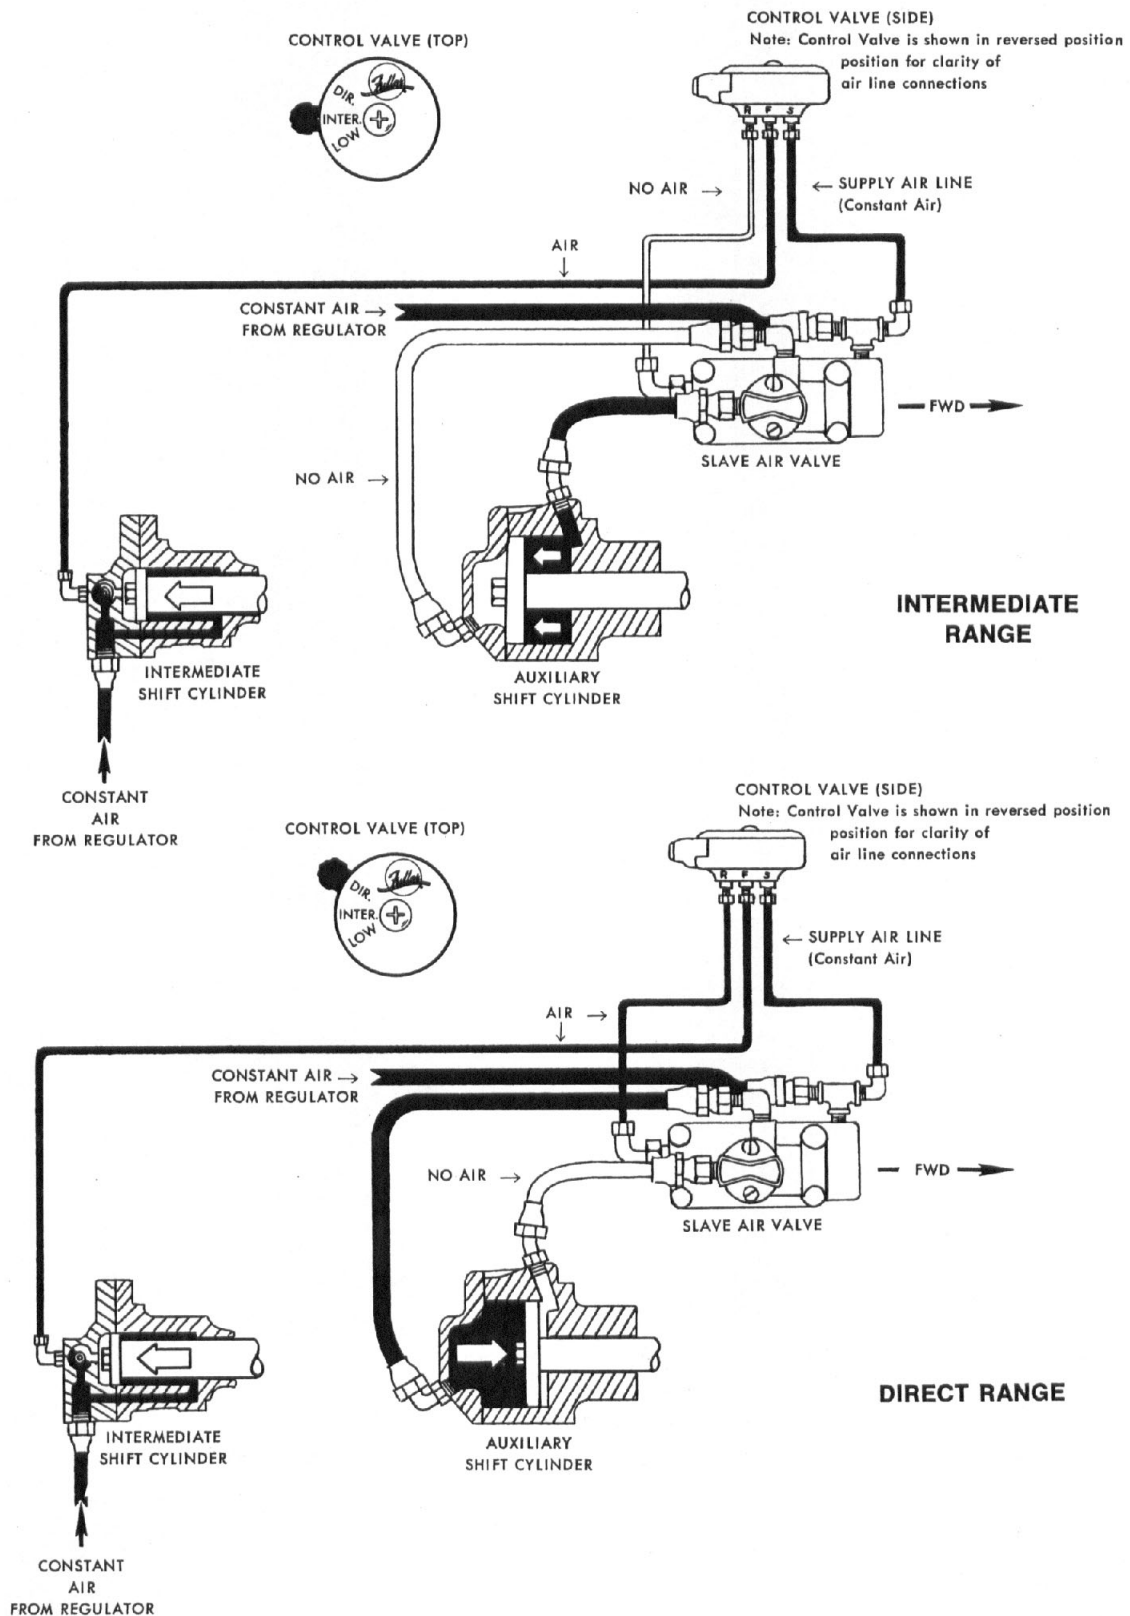 CONTROL VALVE (SIDE)
Note: Control Valve is shown in reversed position
position for clarity of
air line connections
CONTROL VALVE (TOP)
Fuller
DIR.
INTER.
LOW
R F S
NO AIR →
← SUPPLY AIR LINE
(Constant Air)
AIR
↓
CONSTANT AIR →
FROM REGULATOR
FWD
SLAVE AIR VALVE
NO AIR →
INTERMEDIATE
RANGE
INTERMEDIATE
SHIFT CYLINDER
AUXILIARY
SHIFT CYLINDER
CONSTANT
AIR
FROM REGULATOR
CONTROL VALVE (SIDE)
Note: Control Valve is shown in reversed position
position for clarity of
air line connections
CONTROL VALVE (TOP)
Fuller
DIR.
INTER.
LOW
R F S
← SUPPLY AIR LINE
(Constant Air)
AIR →
↓
CONSTANT AIR →
FROM REGULATOR
NO AIR →
FWD
SLAVE AIR VALVE
DIRECT RANGE
INTERMEDIATE
SHIFT CYLINDER
AUXILIARY
SHIFT CYLINDER
CONSTANT
AIR
FROM REGULATOR